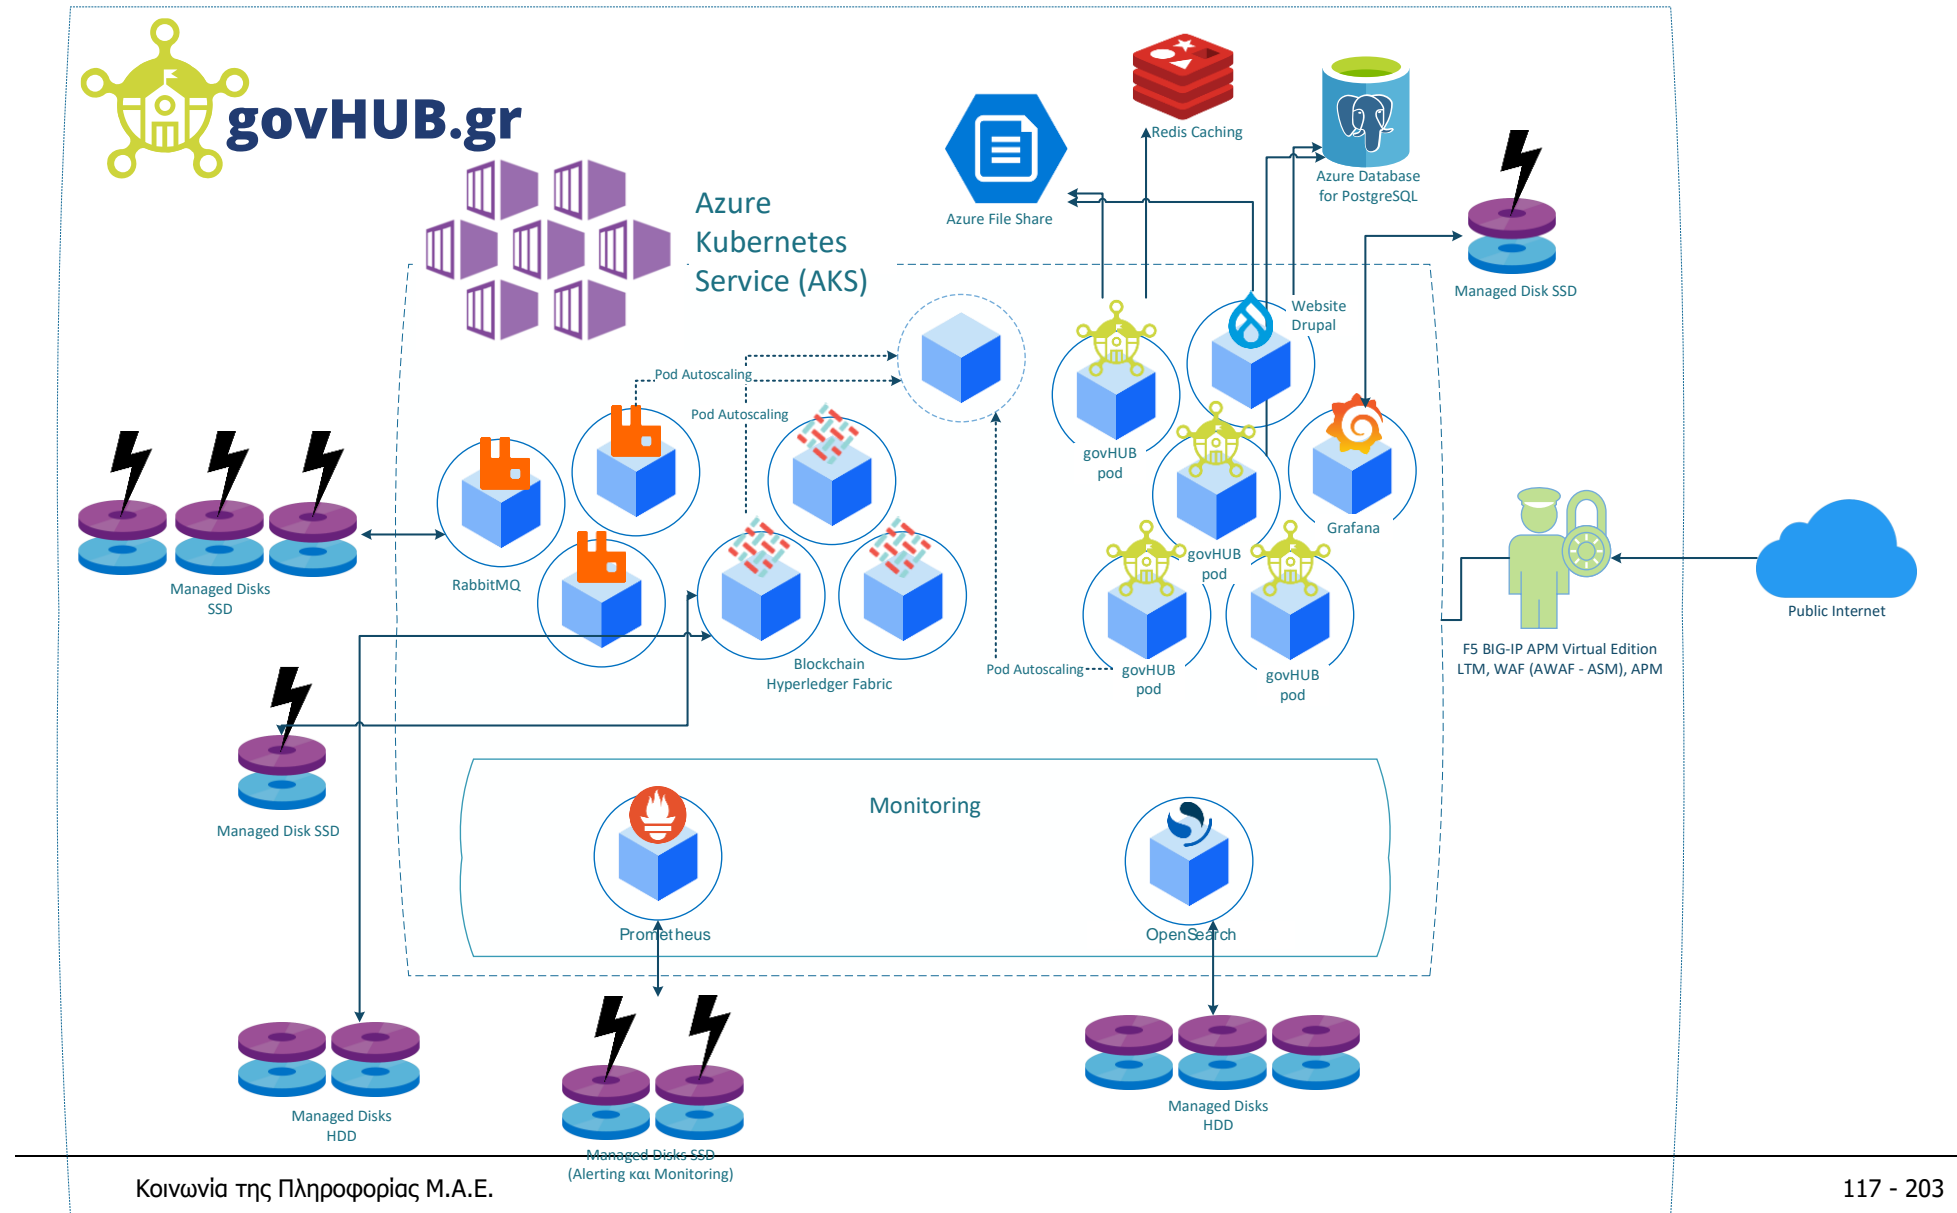 govHUB.gr
Azure
Kubernetes
Service (AKS)
Redis Caching
Azure File Share
Azure Database
for PostgreSQL
Managed Disk SSD
Website
Drupal
Pod Autoscaling
Pod Autoscaling
govHUB
pod
Grafana
RabbitMQ
Managed Disks
SSD
govHUB
pod
Public Internet
F5 BIG-IP APM Virtual Edition
LTM, WAF (AWAF - ASM), APM
Blockchain
Hyperledger Fabric
Pod Autoscaling
govHUB
pod
govHUB
pod
Managed Disk SSD
Monitoring
Prometheus
OpenSearch
Managed Disks
HDD
Managed Disks
HDD
Managed Disks SSD
(Alerting και Monitoring)
Κοινωνία της Πληροφορίας Μ.Α.Ε.
117 - 203